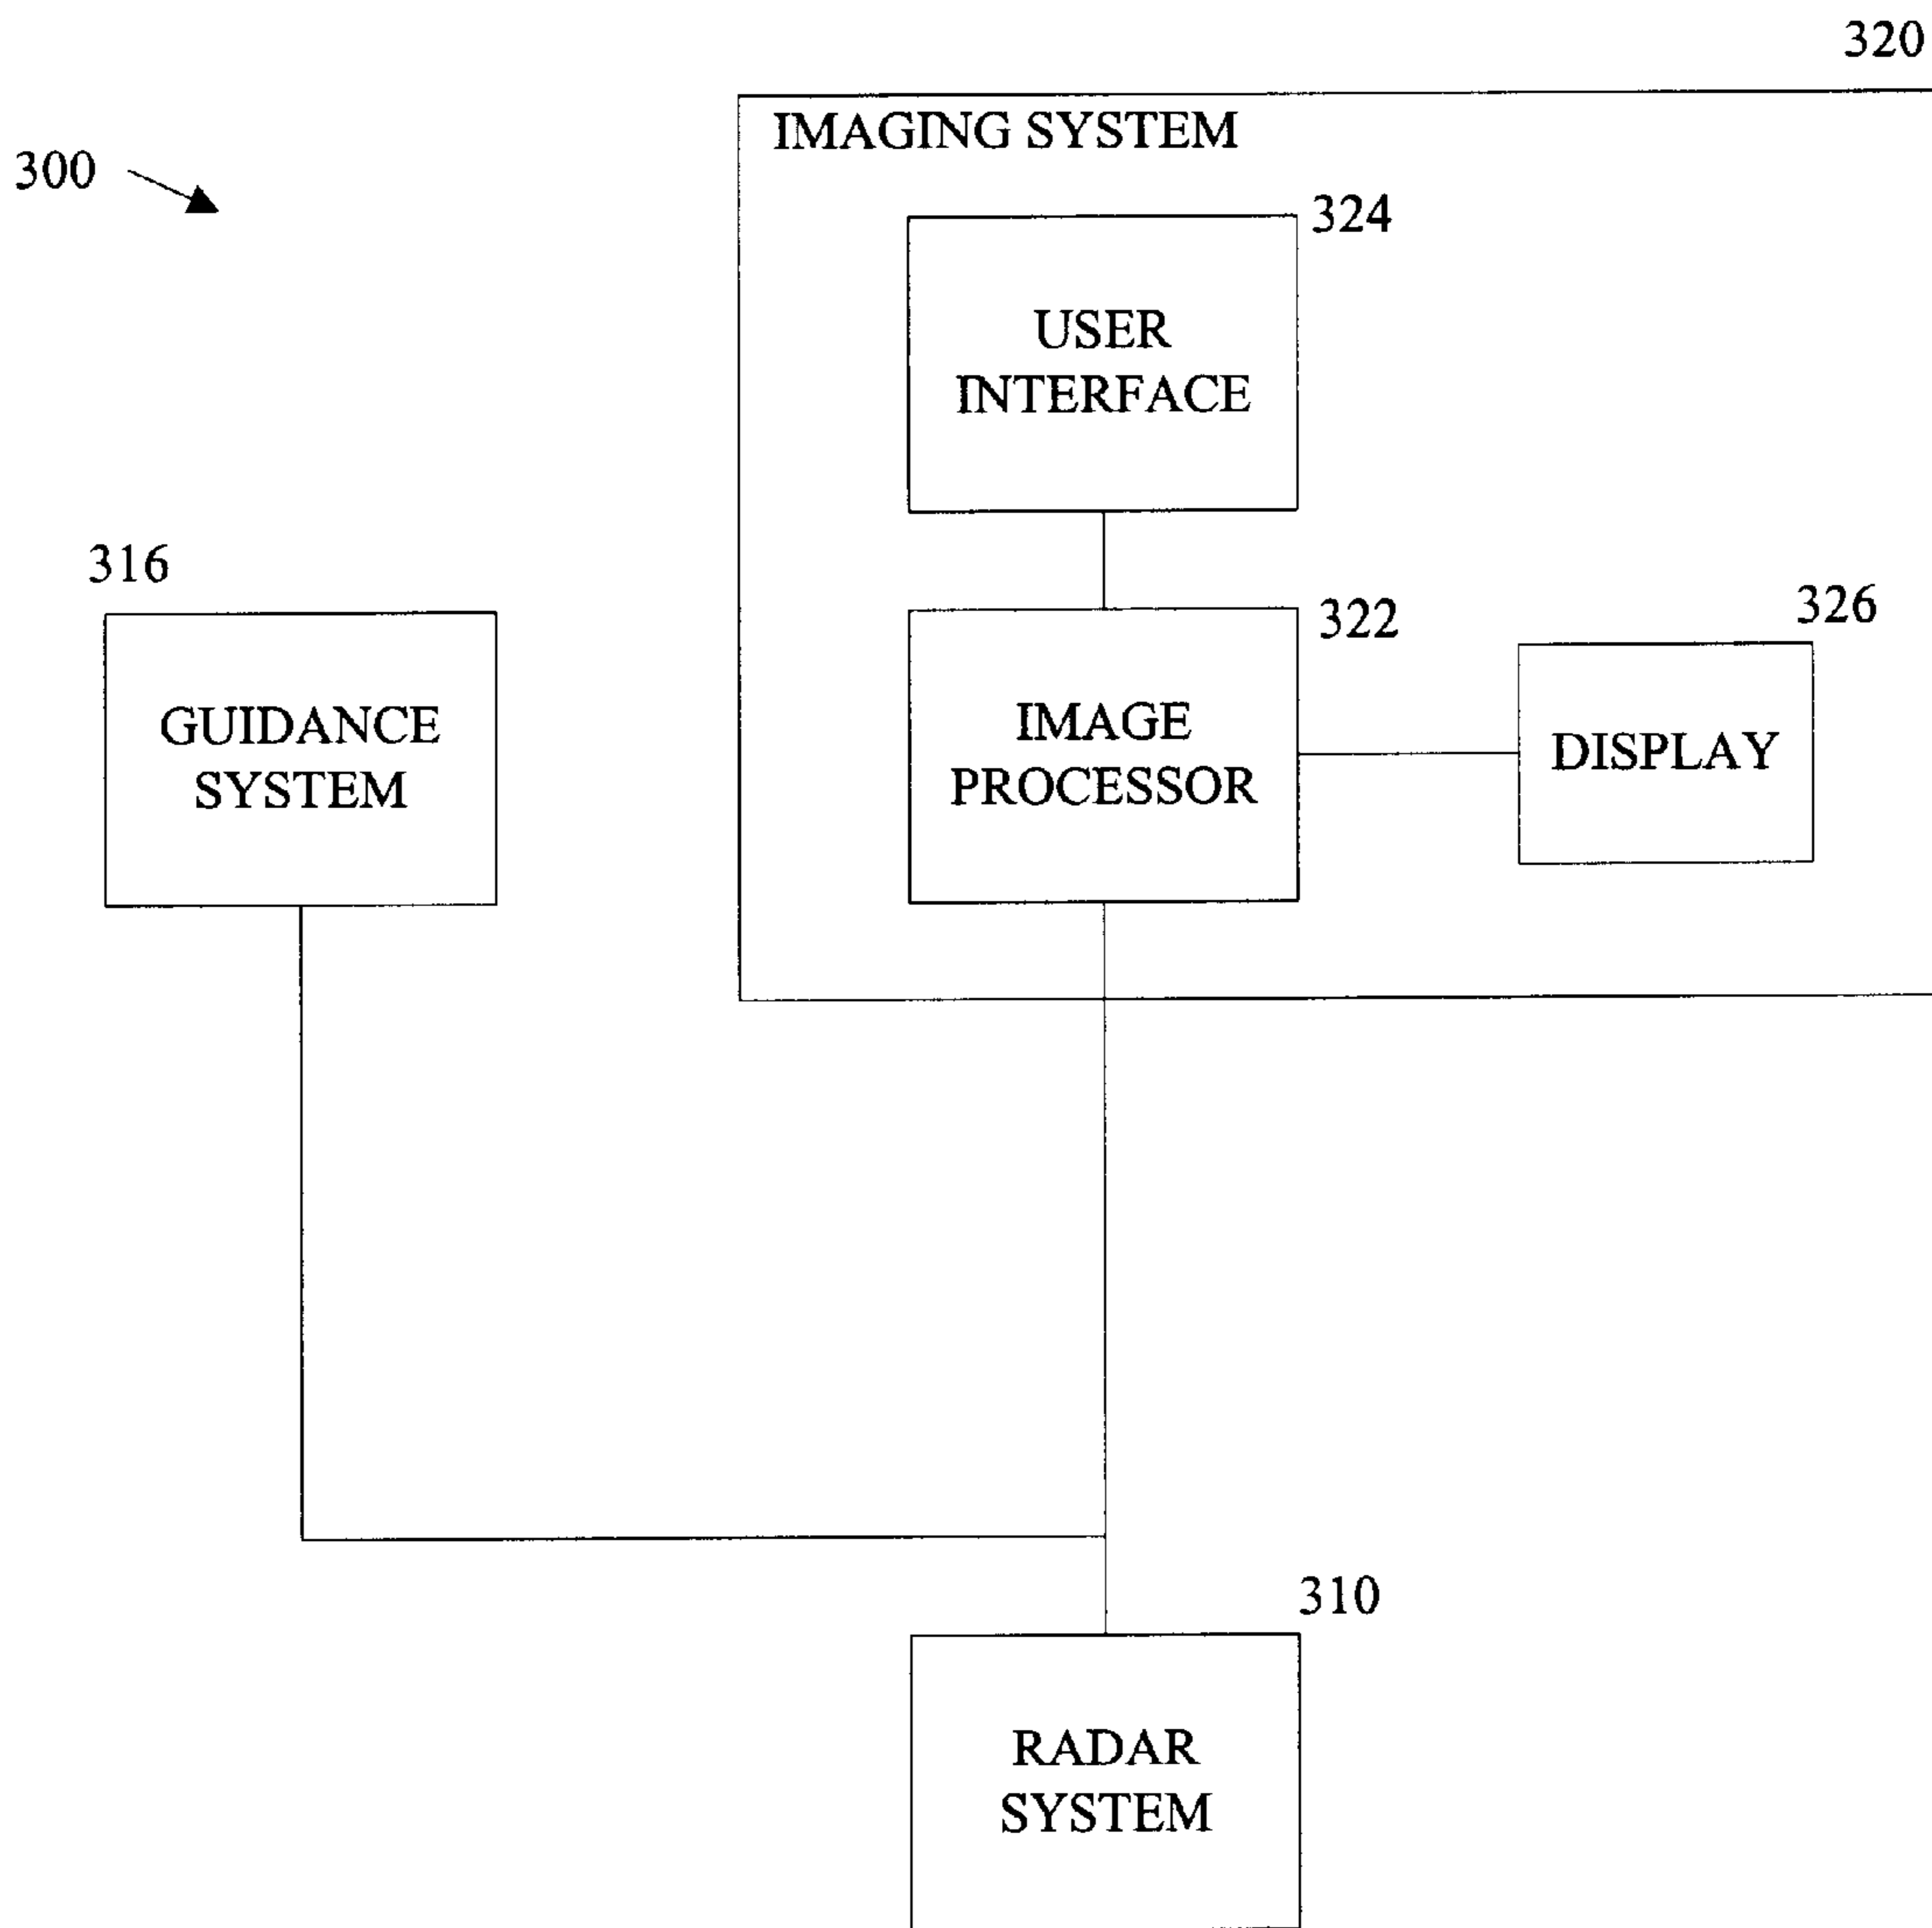 320
IMAGING SYSTEM
300
324
USER
INTERFACE
316
322
326
GUIDANCE
SYSTEM
IMAGE
PROCESSOR
DISPLAY
310
RADAR
SYSTEM